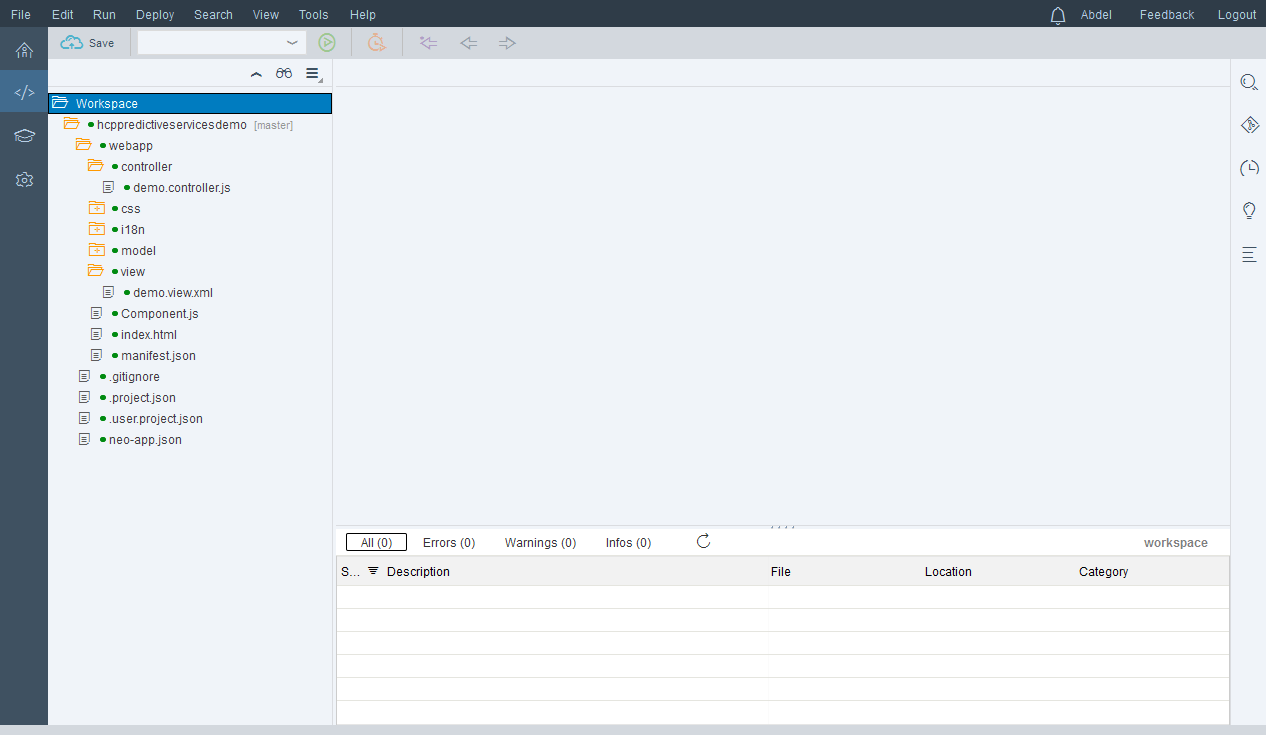 File Edit Run Deploy Search View Tools Help Abdel Feedback Logout
Save
Workspace
hcppredictiveservicesdemo [master]
webapp
controller
demo.controller.js
css
i18n
model
view
demo.view.xml
Component.js
index.html
manifest.json
.gitignore
.project.json
.user.project.json
neo-app.json
All (0) Errors (0) Warnings (0) Infos (0) workspace
S... Description File Location Category